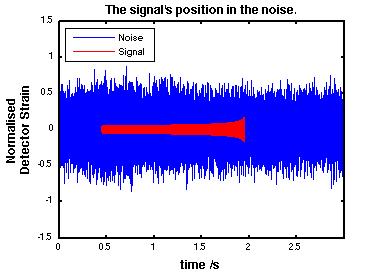 The signal's position in the noise.
1.5
Noise
Signal
1
0.5
0
-0.5
-1
-1.5
Normalised
Detector Strain
0 0.5 1 1.5 2 2.5
time /s